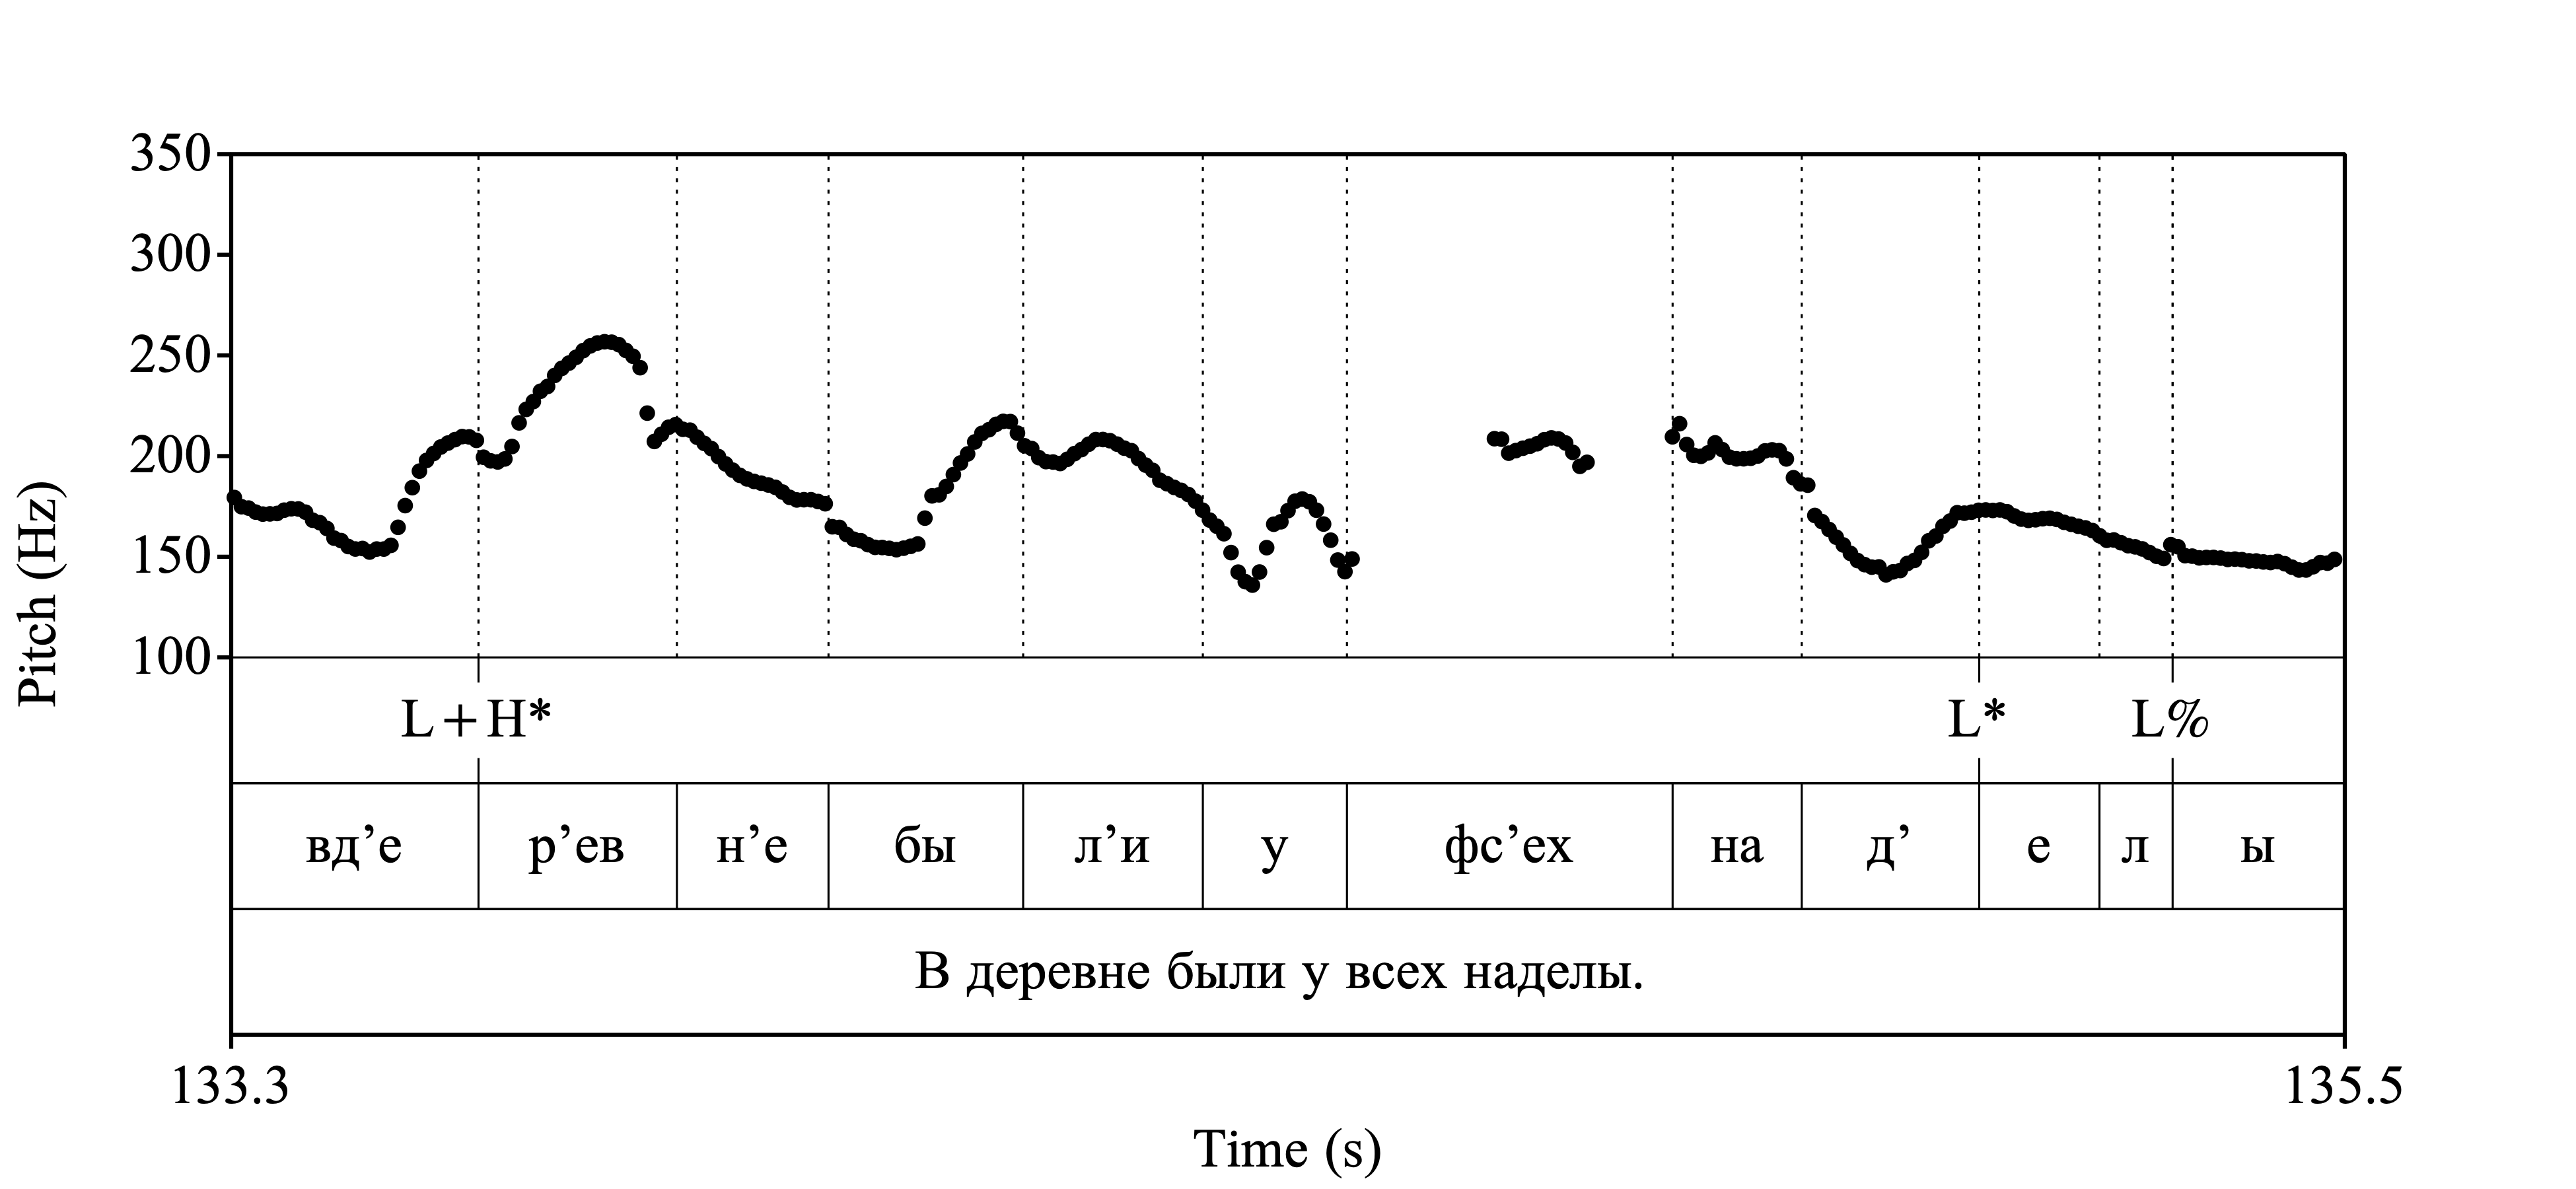 350
300
250
200
150
100
Pitch (Hz)
L+H* L* L%
вд’е р’ев н’е бы л’и у фс’ех на д’ е л ы
В деревне были у всех наделы.
133.3 135.5
Time (s)